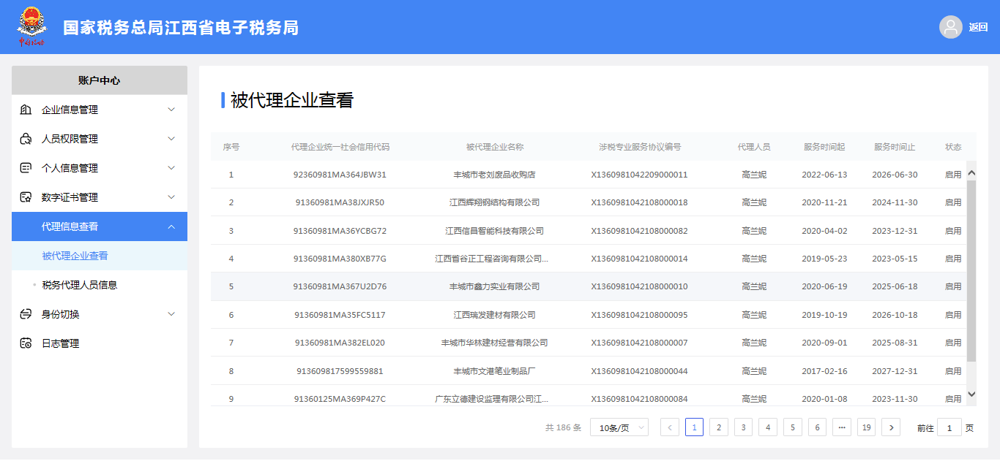 国家税务总局江西省电子税务局
返回
账户中心
企业信息管理
人员权限管理
个人信息管理
数字证书管理
代理信息查看
被代理企业查看
税务代理人员信息
身份切换
日志管理
被代理企业查看
序号 代理企业统一社会信用代码 被代理企业名称 涉税专业服务协议编号 代理人员 服务时间起 服务时间止 状态
1 92360981MA364JBW31 丰城市老刘废品收购店 X1360981042209000011 高兰妮 2022-06-13 2026-06-30 启用
2 91360981MA38JXJR50 江西辉翔钢结构有限公司 X1360981042108000018 高兰妮 2020-11-21 2024-11-30 启用
3 91360981MA36YCBG72 江西信昌智能科技有限公司 X1360981042108000082 高兰妮 2020-04-02 2023-12-31 启用
4 91360981MA380XB77G 江西省谷正工程咨询有限公司... X1360981042108000014 高兰妮 2019-05-23 2023-05-15 启用
5 91360981MA367U2D76 丰城市鑫力实业有限公司 X1360981042108000010 高兰妮 2020-06-19 2025-06-18 启用
6 91360981MA35FC5117 江西瑞发建材有限公司 X1360981042108000095 高兰妮 2019-10-19 2026-10-18 启用
7 91360981MA382EL020 丰城市华林建材经营有限公司 X1360981042108000007 高兰妮 2020-09-01 2025-08-31 启用
8 913609817599559881 丰城市文港笔业制品厂 X1360981042108000044 高兰妮 2017-02-16 2027-12-31 启用
9 91360125MA369P427C 广东立德建设监理有限公司江... X1360981042108000084 高兰妮 2020-01-08 2023-11-30 启用
共 186 条 10条/页 < 1 2 3 4 5 6 ... 19 > 前往 1 页